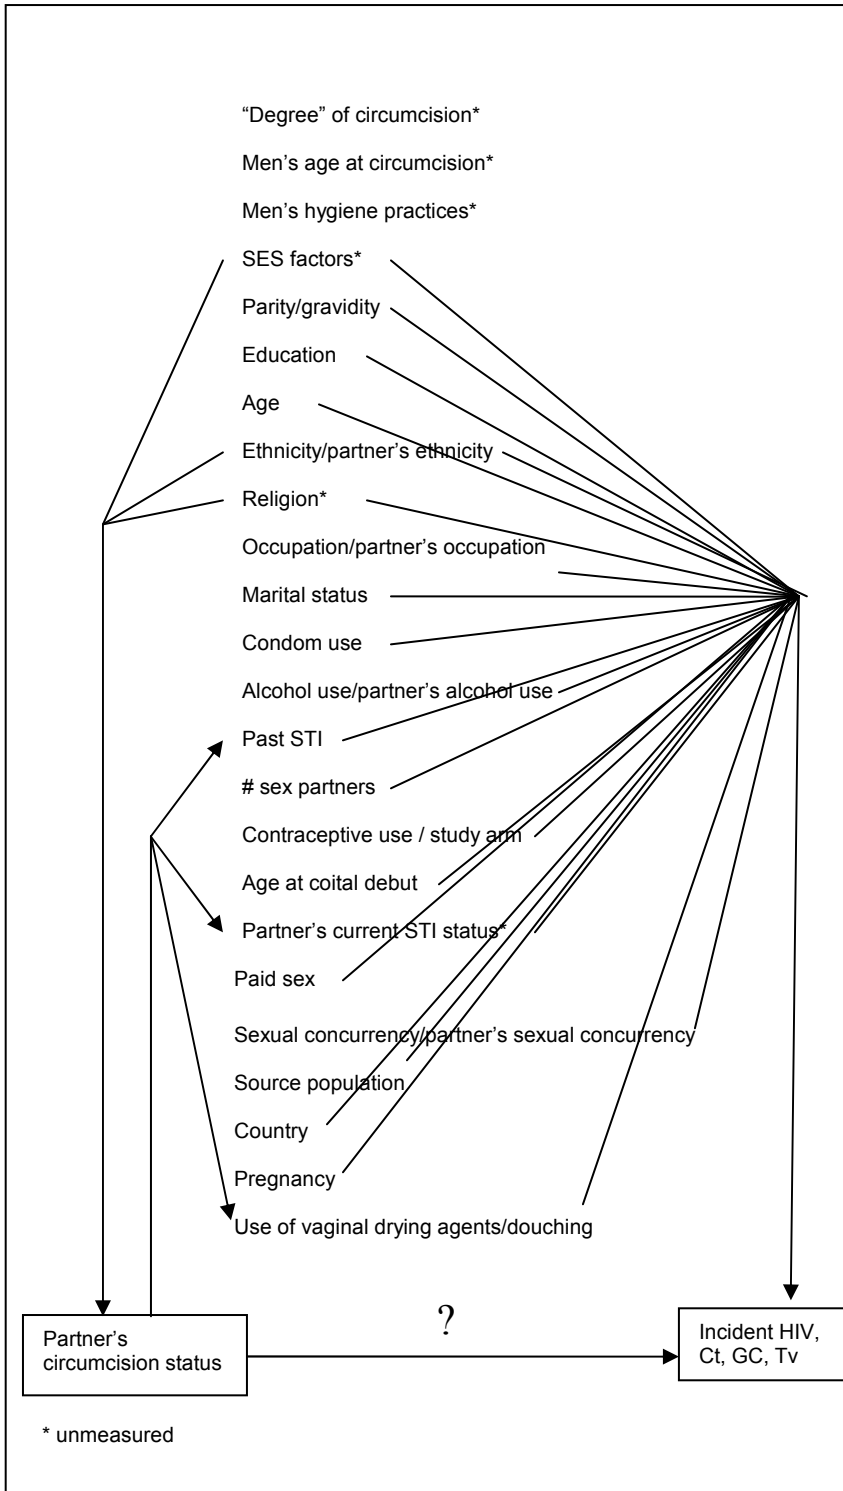 “Degree” of circumcision*
Men’s age at circumcision*
Men’s hygiene practices*
SES factors*
Parity/gravidity
Education
Age
Ethnicity/partner’s ethnicity
Religion*
Occupation/partner’s occupation
Marital status
Condom use
Alcohol use/partner’s alcohol use
Past STI
# sex partners
Contraceptive use / study arm
Age at coital debut
Partner’s current STI status*
Paid sex
Sexual concurrency/partner’s sexual concurrency
Source population
Country
Pregnancy
Use of vaginal drying agents/douching
?
Partner’s
circumcision status
Incident HIV,
Ct, GC, Tv
* unmeasured